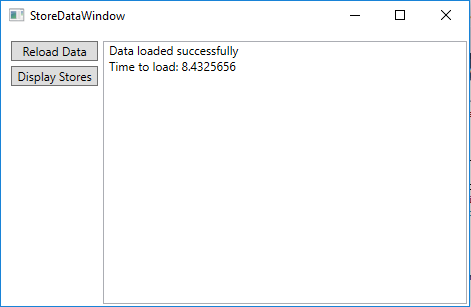 StoreDataWindow
Reload Data
Display Stores
Data loaded successfully
Time to load: 8.4325656